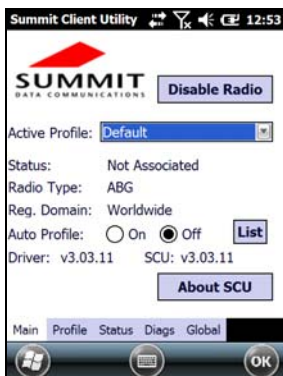 Summit Client Utility 12:53
SUMMIT
DATA COMMUNICATIONS
Disable Radio
Active Profile: Default
Status: Not Associated
Radio Type: ABG
Reg. Domain: Worldwide
Auto Profile: On Off List
Driver: v3.03.11 SCU: v3.03.11
About SCU
Main Profile Status Diags Global
OK